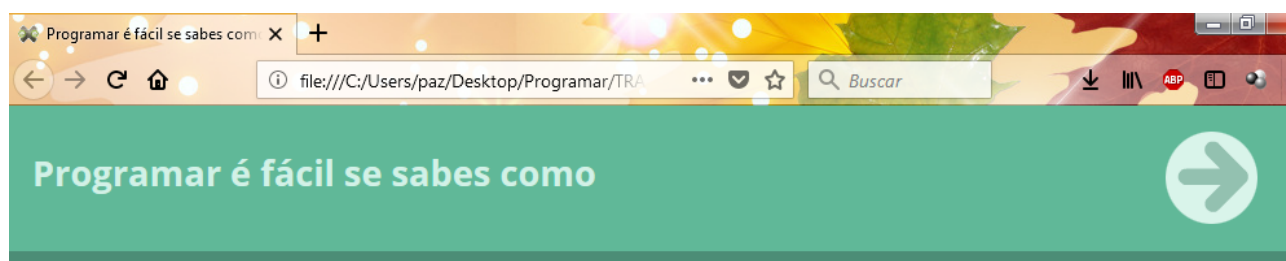 Programar é fácil se sabes com
file:///C:/Users/paz/Desktop/Programar/TRA
Buscar
ABP
Programar é fácil se sabes como